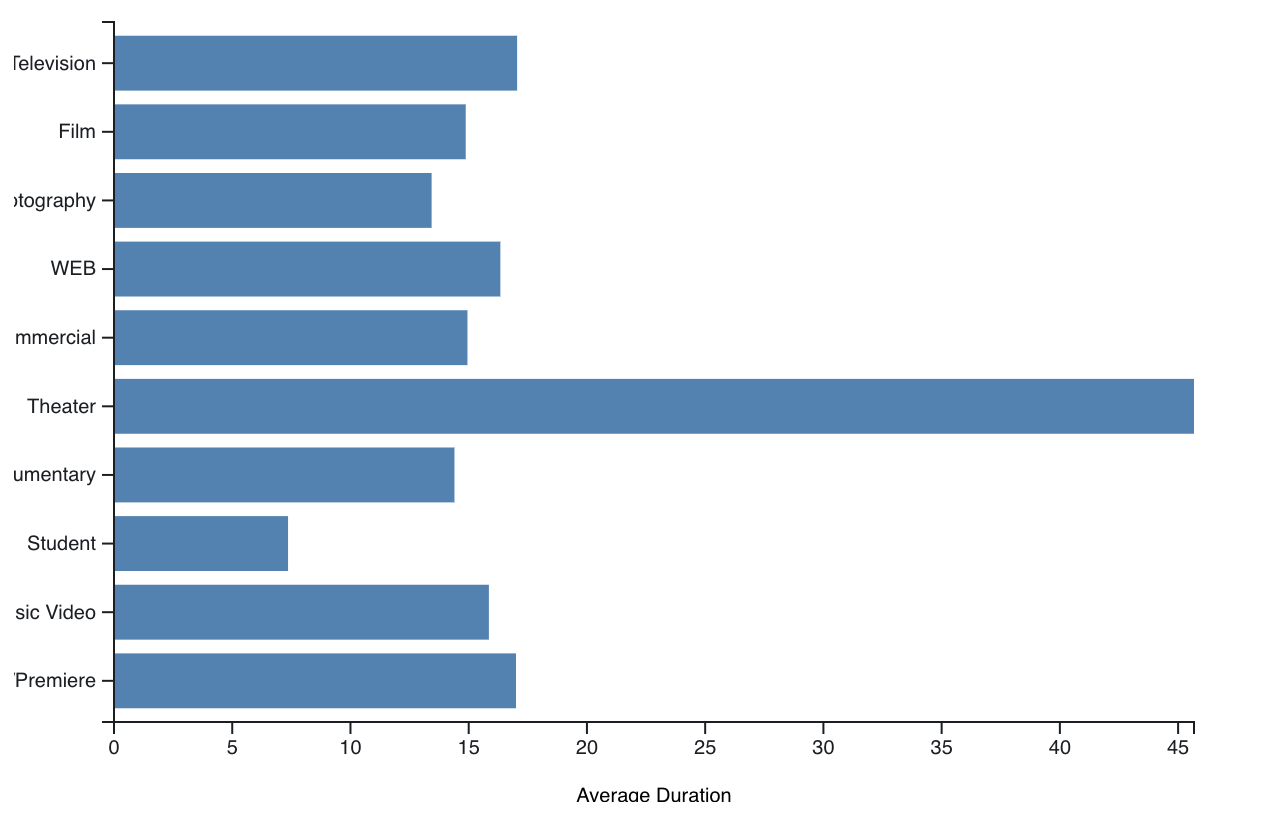 Television
Film
otography
WEB
mmercial
Theater
umentary
Student
sic Video
/Premiere
0 5 10 15 20 25 30 35 40 45
Average Duration